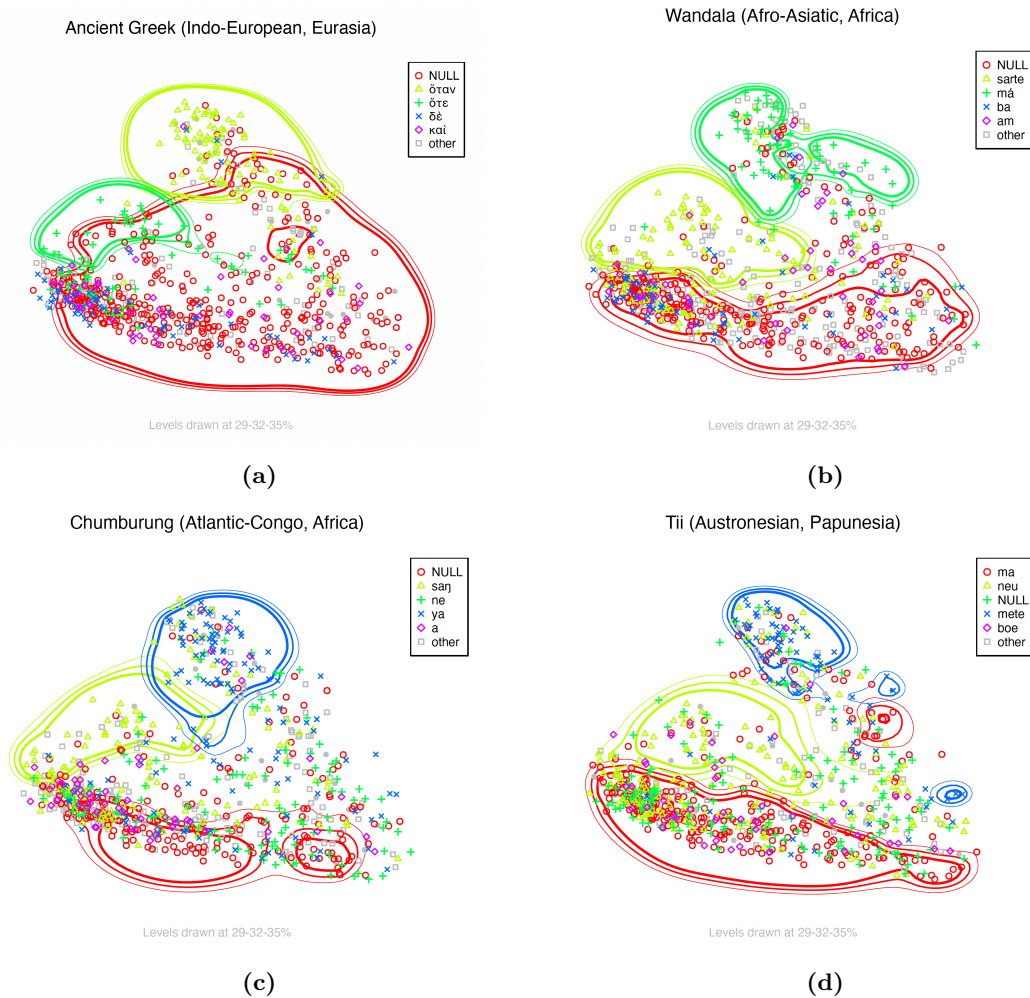 Ancient Greek (Indo-European, Eurasia)
NULL
ὅταν
ὅτε
δὲ
καὶ
other
Levels drawn at 29-32-35%
(a)
Wandala (Afro-Asiatic, Africa)
NULL
sarte
má
ba
am
other
Levels drawn at 29-32-35%
(b)
Chumburung (Atlantic-Congo, Africa)
NULL
saŋ
ne
ya
a
other
Levels drawn at 29-32-35%
(c)
Tii (Austronesian, Papunesia)
ma
neu
NULL
mete
boe
other
Levels drawn at 29-32-35%
(d)